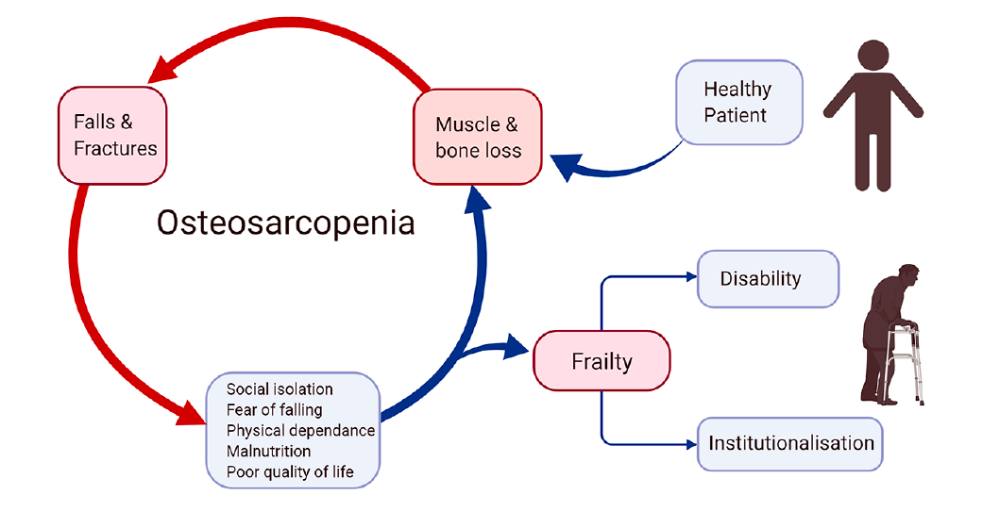 Healthy
Patient
Falls &
Fractures
Muscle &
bone loss
Osteosarcopenia
Disability
Frailty
Social isolation
Fear of falling
Physical dependance
Malnutrition
Poor quality of life
Institutionalisation